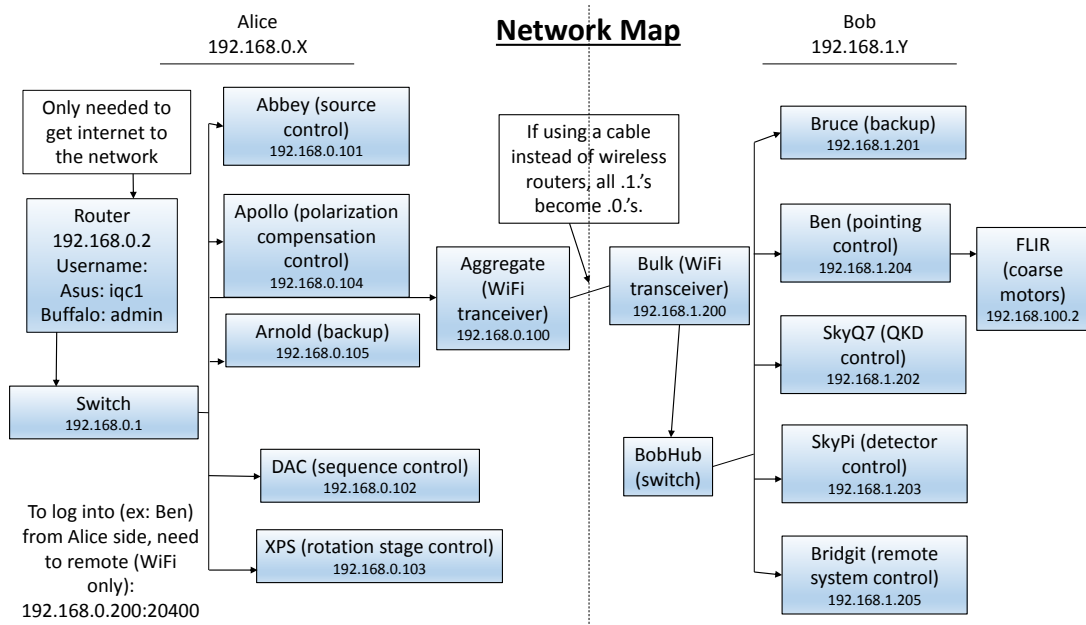 Network Map
Alice
192.168.0.X
Bob
192.168.1.Y
Only needed to
get internet to
the network
Router
192.168.0.2
Username:
Asus: iqc1
Buffalo: admin
Switch
192.168.0.1
To log into (ex: Ben)
from Alice side, need
to remote (WiFi
only):
192.168.0.200:20400
Abbey (source
control)
192.168.0.101
Apollo (polarization
compensation
control)
192.168.0.104
Arnold (backup)
192.168.0.105
DAC (sequence control)
192.168.0.102
XPS (rotation stage control)
192.168.0.103
Aggregate
(WiFi
tranceiver)
192.168.0.100
If using a cable
instead of wireless
routers, all .1.'s
become .0.'s.
Bulk (WiFi
transceiver)
192.168.1.200
BobHub
(switch)
Bruce (backup)
192.168.1.201
Ben (pointing
control)
192.168.1.204
FLIR
(coarse
motors)
192.168.100.2
SkyQ7 (QKD
control)
192.168.1.202
SkyPi (detector
control)
192.168.1.203
Bridgit (remote
system control)
192.168.1.205